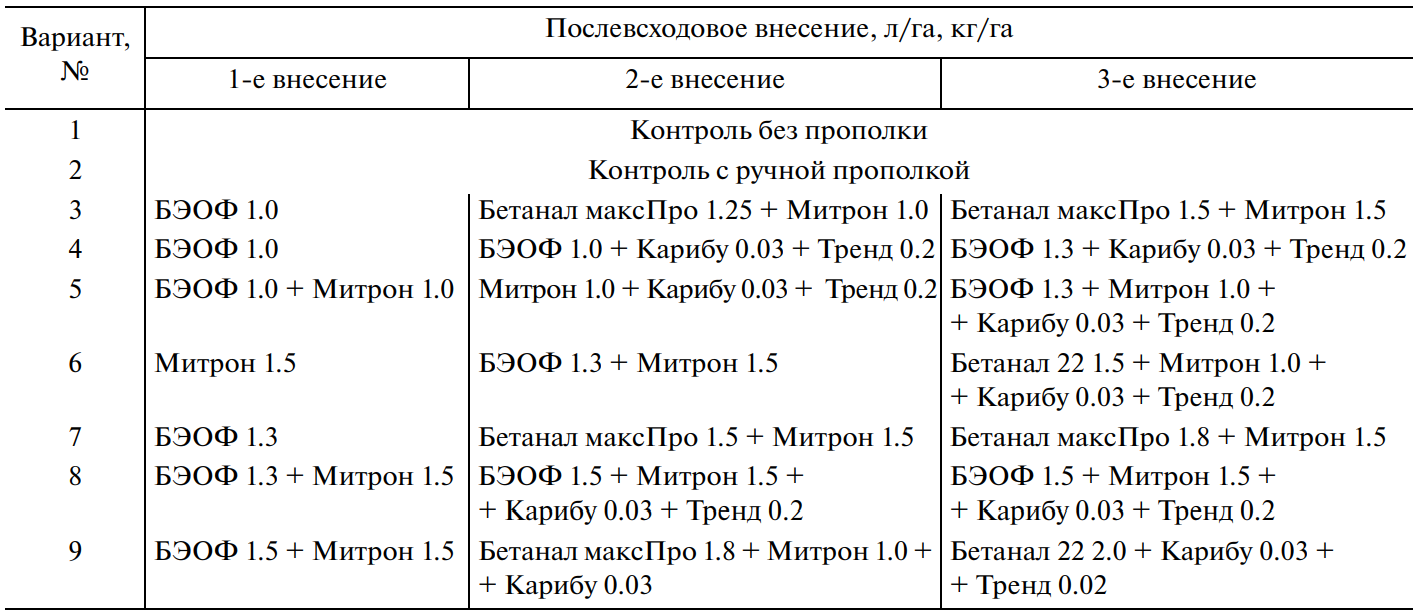 Вариант, №
Послевсходовое внесение, л/га, кг/га
1-е внесение 2-е внесение 3-е внесение
1 Контроль без прополки
2 Контроль с ручной прополкой
3 БЭОФ 1.0 Бетанал максПро 1.25 + Митрон 1.0 Бетанал максПро 1.5 + Митрон 1.5
4 БЭОФ 1.0 БЭОФ 1.0 + Карибу 0.03 + Тренд 0.2 БЭОФ 1.3 + Карибу 0.03 + Тренд 0.2
5 БЭОФ 1.0 + Митрон 1.0 Митрон 1.0 + Карибу 0.03 + Тренд 0.2 БЭОФ 1.3 + Митрон 1.0 +
+ Карибу 0.03 + Тренд 0.2
6 Митрон 1.5 БЭОФ 1.3 + Митрон 1.5 Бетанал 22 1.5 + Митрон 1.0 +
+ Карибу 0.03 + Тренд 0.2
7 БЭОФ 1.3 Бетанал максПро 1.5 + Митрон 1.5 Бетанал максПро 1.8 + Митрон 1.5
8 БЭОФ 1.3 + Митрон 1.5 БЭОФ 1.5 + Митрон 1.5 + БЭОФ 1.5 + Митрон 1.5 +
+ Карибу 0.03 + Тренд 0.2 + Карибу 0.03 + Тренд 0.2
9 БЭОФ 1.5 + Митрон 1.5 Бетанал максПро 1.8 + Митрон 1.0 + Бетанал 22 2.0 + Карибу 0.03 +
+ Карибу 0.03 + Тренд 0.02